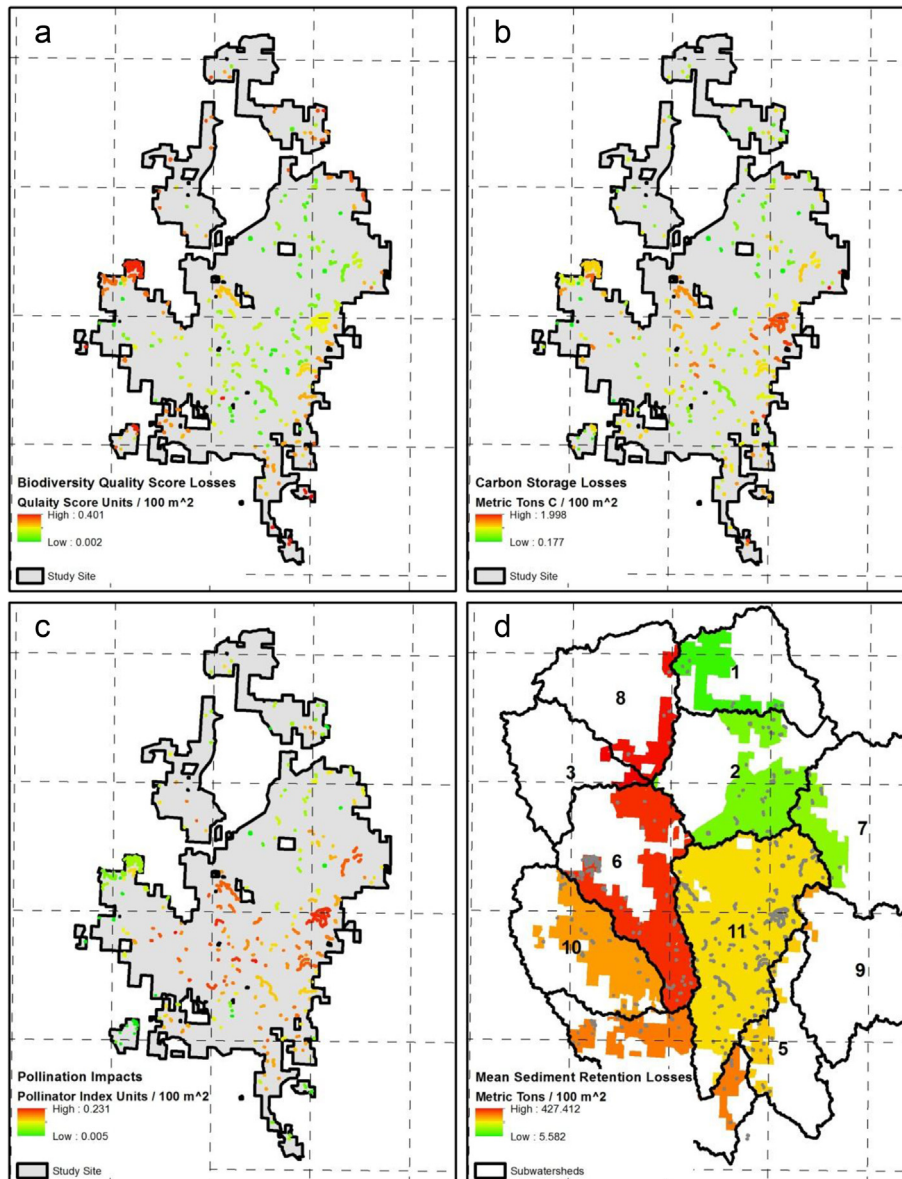 a
Biodiversity Quality Score Losses
Qulaity Score Units / 100 m^2
High : 0.401
Low : 0.002
Study Site
b
Carbon Storage Losses
Metric Tons C / 100 m^2
High : 1.998
Low : 0.177
Study Site
c
Pollination Impacts
Pollinator Index Units / 100 m^2
High : 0.231
Low : 0.005
Study Site
d
1
8
3
2
7
6
11
10
9
5
Mean Sediment Retention Losses
Metric Tons / 100 m^2
High : 427.412
Low : 5.582
Subwatersheds